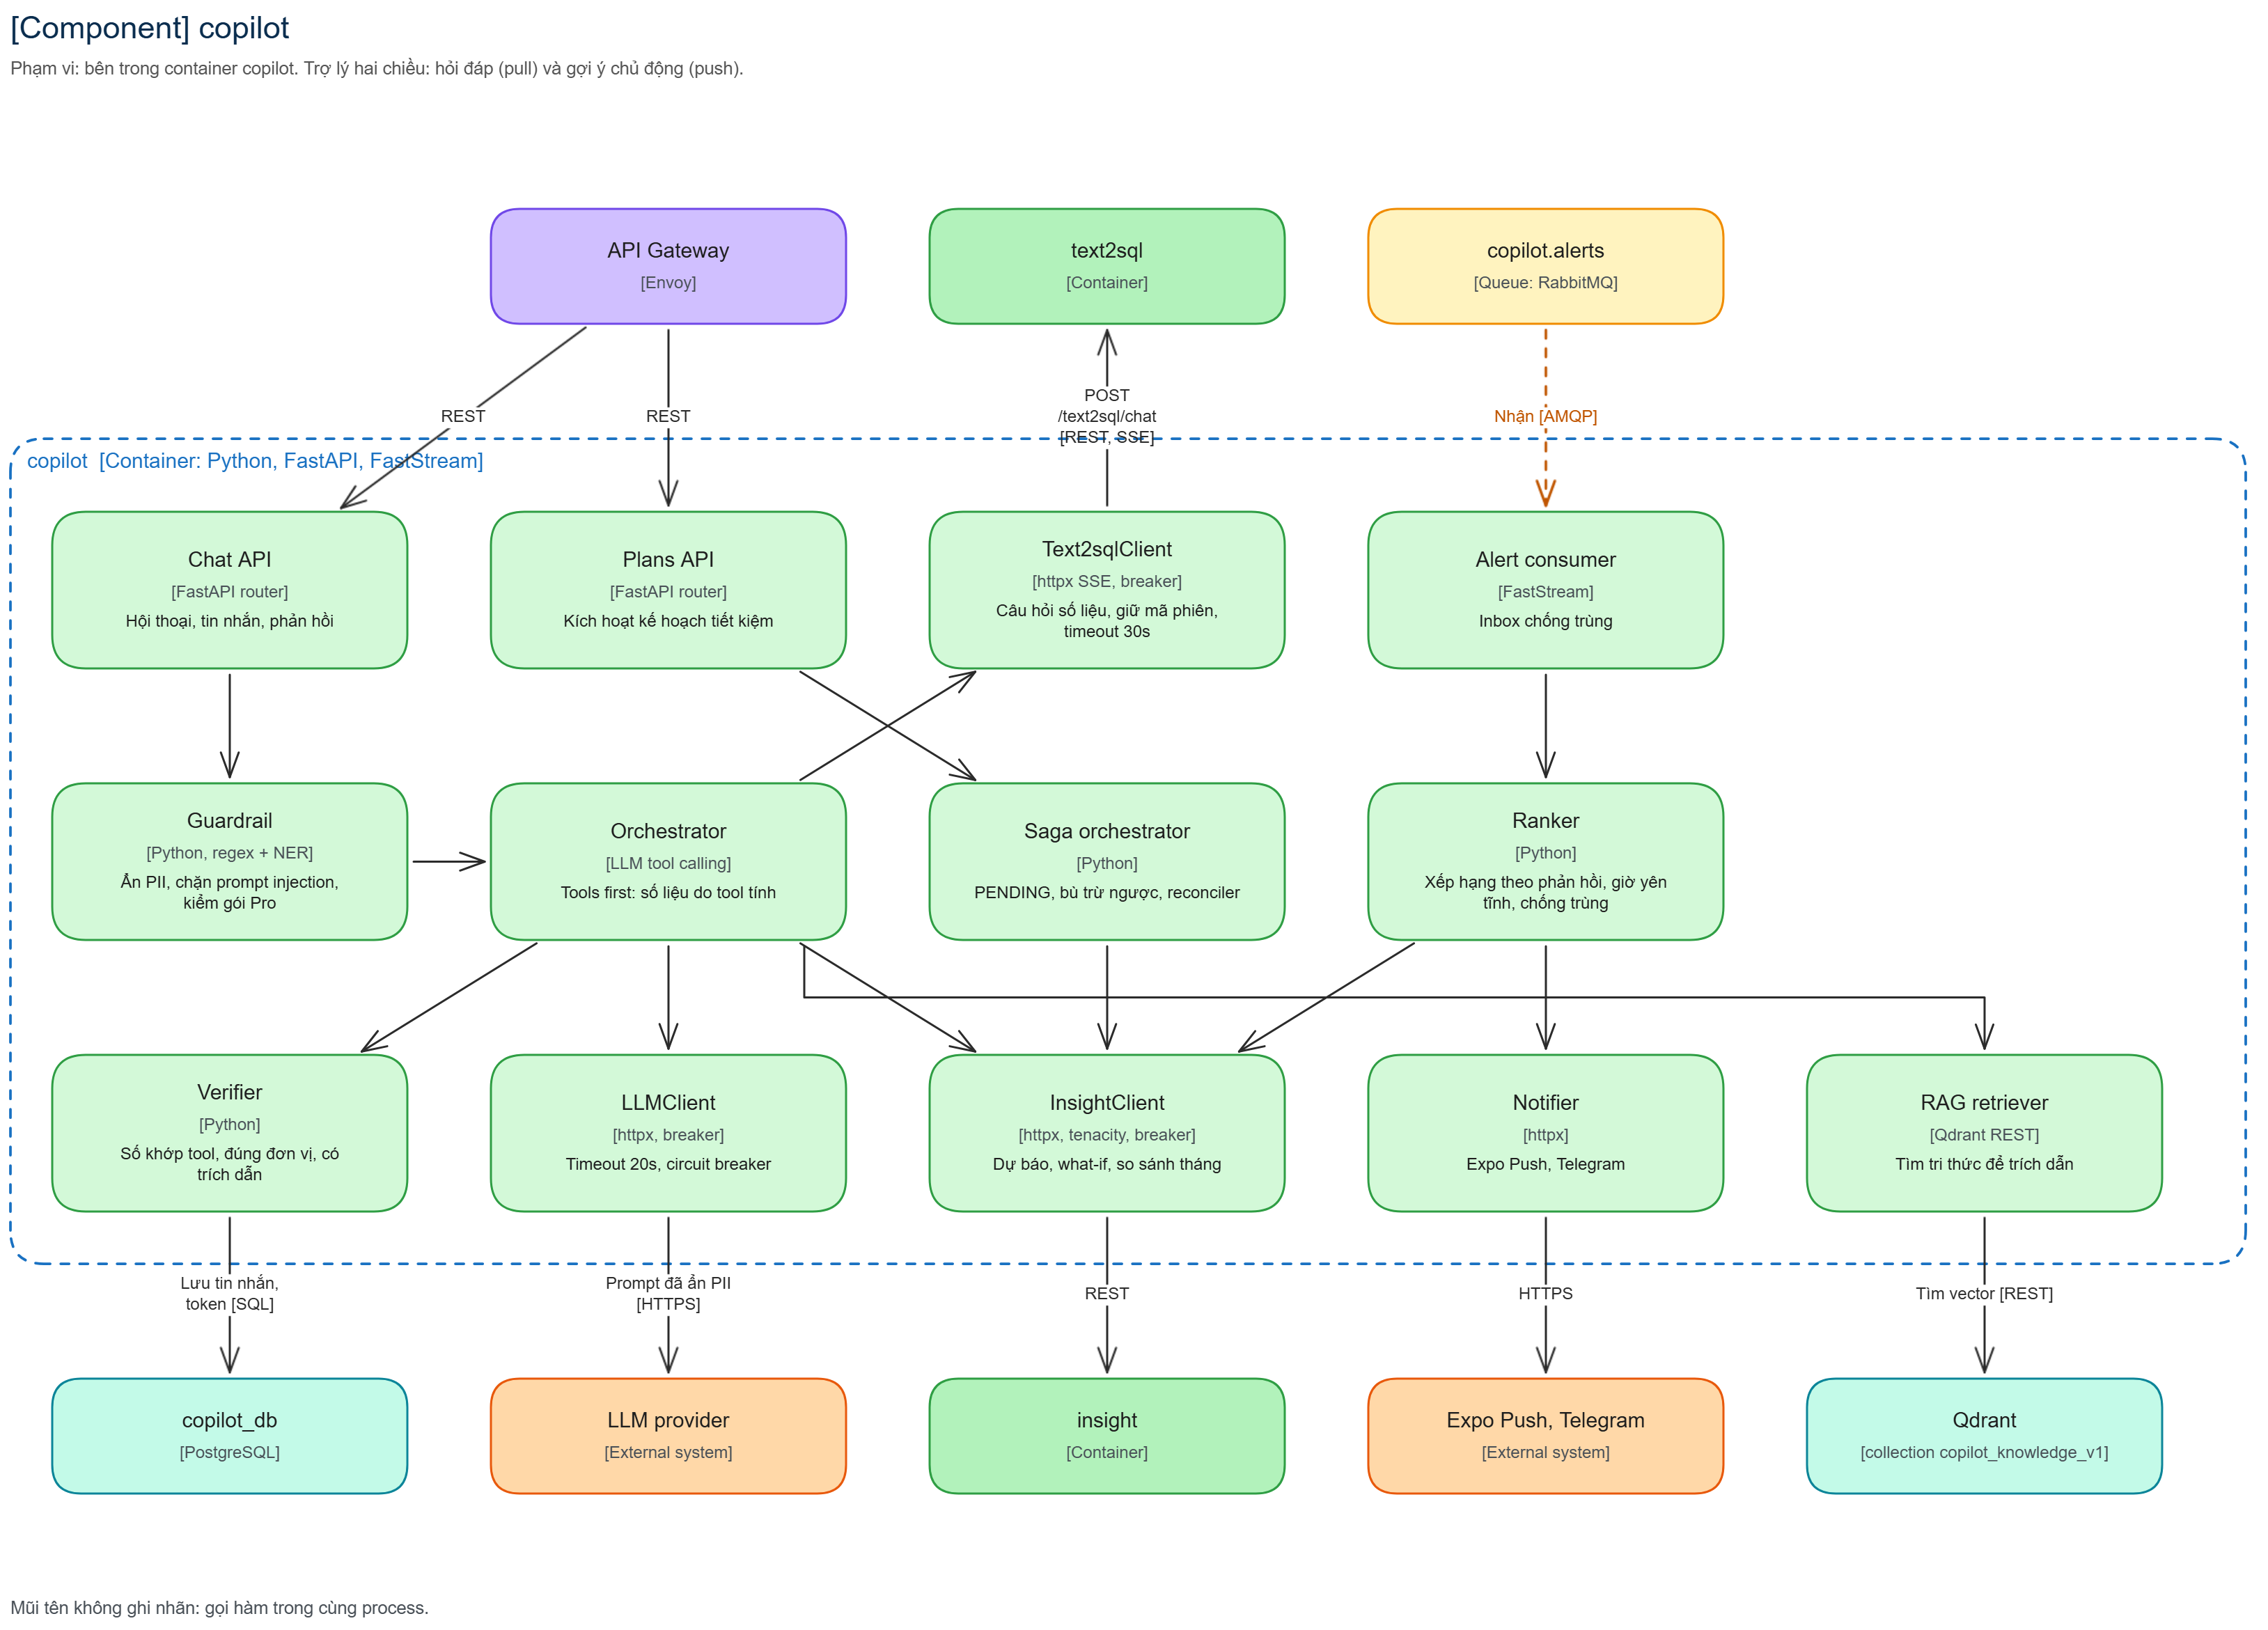 [Component] copilot
Phạm vi: bên trong container copilot. Trợ lý hai chiều: hỏi đáp (pull) và gợi ý chủ động (push).
API Gateway
[Envoy]
text2sql
[Container]
copilot.alerts
[Queue: RabbitMQ]
REST
REST
POST
/text2sql/chat
[REST, SSE]
Nhận [AMQP]
copilot [Container: Python, FastAPI, FastStream]
Chat API
[FastAPI router]
Hội thoại, tin nhắn, phản hồi
Plans API
[FastAPI router]
Kích hoạt kế hoạch tiết kiệm
Text2sqlClient
[httpx SSE, breaker]
Câu hỏi số liệu, giữ mã phiên,
timeout 30s
Alert consumer
[FastStream]
Inbox chống trùng
Guardrail
[Python, regex + NER]
Ẩn PII, chặn prompt injection,
kiểm gói Pro
Orchestrator
[LLM tool calling]
Tools first: số liệu do tool tính
Saga orchestrator
[Python]
PENDING, bù trừ ngược, reconciler
Ranker
[Python]
Xếp hạng theo phản hồi, giờ yên
tĩnh, chống trùng
Verifier
[Python]
Số khớp tool, đúng đơn vị, có
trích dẫn
LLMClient
[httpx, breaker]
Timeout 20s, circuit breaker
InsightClient
[httpx, tenacity, breaker]
Dự báo, what-if, so sánh tháng
Notifier
[httpx]
Expo Push, Telegram
RAG retriever
[Qdrant REST]
Tìm tri thức để trích dẫn
Lưu tin nhắn,
token [SQL]
Prompt đã ẩn PII
[HTTPS]
REST
HTTPS
Tìm vector [REST]
copilot_db
[PostgreSQL]
LLM provider
[External system]
insight
[Container]
Expo Push, Telegram
[External system]
Qdrant
[collection copilot_knowledge_v1]
Mũi tên không ghi nhãn: gọi hàm trong cùng process.